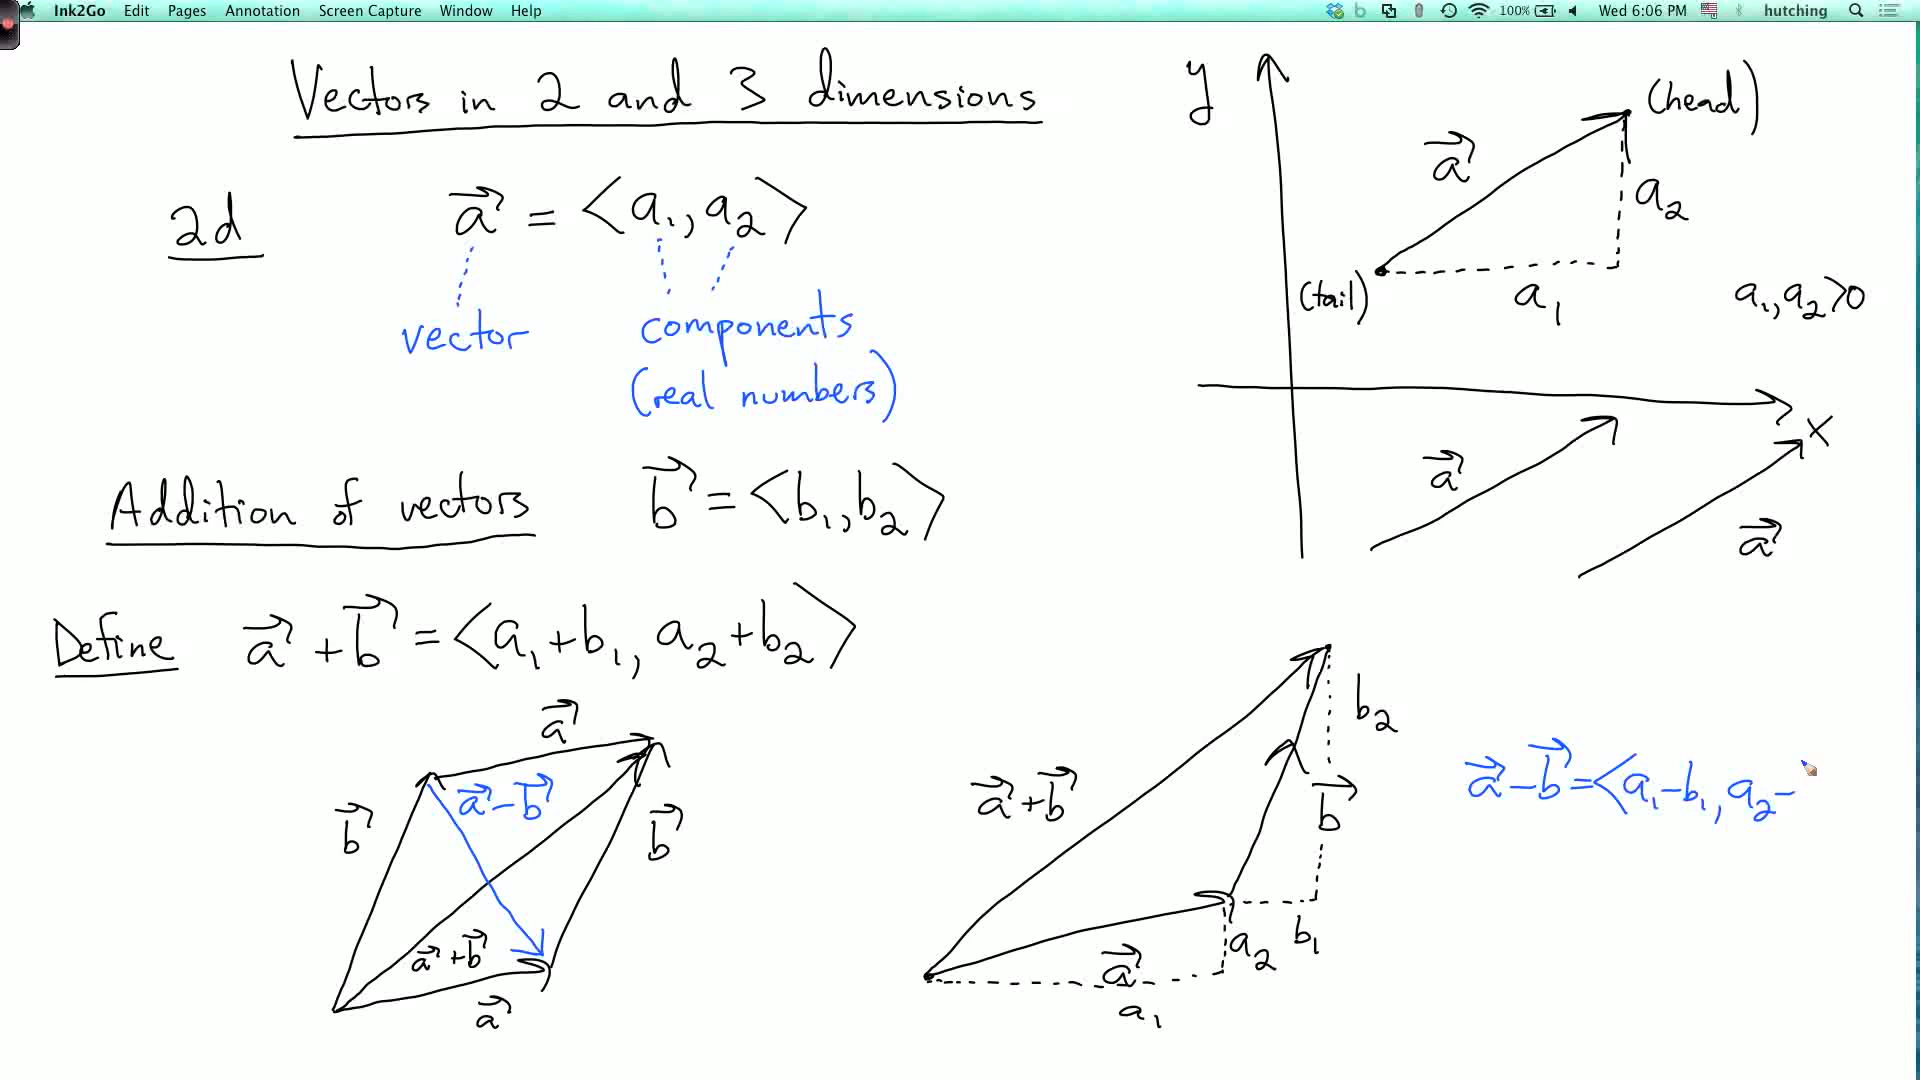 Ink2Go Edit Pages Annotation Screen Capture Window Help 100% Wed 6:06 PM hutching
Vectors in 2 and 3 dimensions
2d
a⃗ = <a₁, a₂>
vector
components
(real numbers)
y
(head)
a⃗
a₂
(tail)
a₁
a₁, a₂ > 0
x
a⃗
a⃗
Addition of vectors
b⃗ = <b₁, b₂>
Define a⃗ + b⃗ = <a₁ + b₁, a₂ + b₂>
a⃗
b⃗
a⃗ - b⃗
b⃗
a⃗ + b⃗
a⃗
b₂
a⃗ + b⃗
b⃗
a⃗
a₂
b₁
a₁
a⃗ - b⃗ = <a₁ - b₁, a₂ -